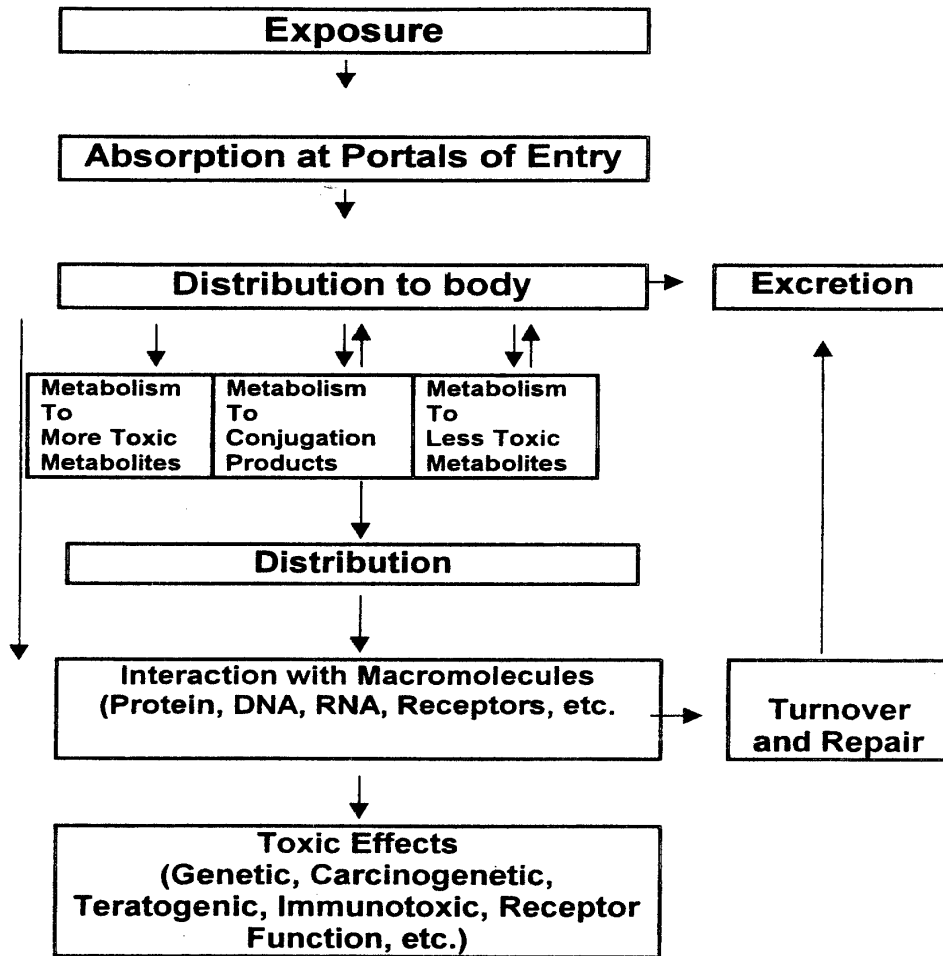 Exposure
Absorption at Portals of Entry
Distribution to body
Excretion
Metabolism
To
More Toxic
Metabolites
Metabolism
To
Conjugation
Products
Metabolism
To
Less Toxic
Metabolites
Distribution
Interaction with Macromolecules
(Protein, DNA, RNA, Receptors, etc.
Turnover
and Repair
Toxic Effects
(Genetic, Carcinogenetic,
Teratogenic, Immunotoxic, Receptor
Function, etc.)